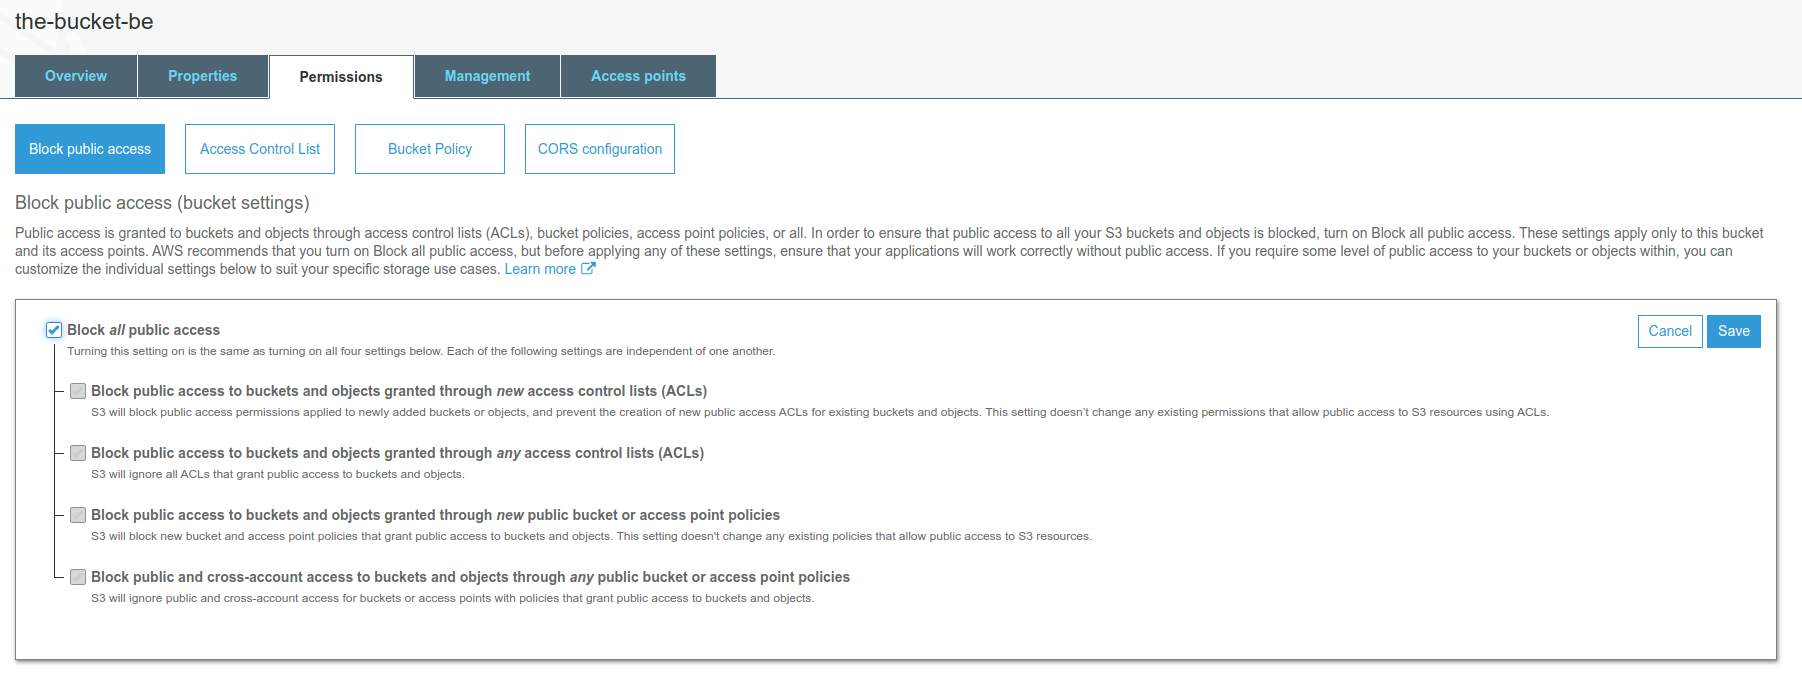 the-bucket-be
Overview
Properties
Permissions
Management
Access points
Block public access
Access Control List
Bucket Policy
CORS configuration
Block public access (bucket settings)
Public access is granted to buckets and objects through access control lists (ACLs), bucket policies, access point policies, or all. In order to ensure that public access to all your S3 buckets and objects is blocked, turn on Block all public access. These settings apply only to this bucket
and its access points. AWS recommends that you turn on Block all public access, but before applying any of these settings, ensure that your applications will work correctly without public access. If you require some level of public access to your buckets or objects within, you can
customize the individual settings below to suit your specific storage use cases. Learn more
Block all public access
Cancel
Save
Turning this setting on is the same as turning on all four settings below. Each of the following settings are independent of one another.
Block public access to buckets and objects granted through new access control lists (ACLs)
S3 will block public access permissions applied to newly added buckets or objects, and prevent the creation of new public access ACLs for existing buckets and objects. This setting doesn’t change any existing permissions that allow public access to S3 resources using ACLs.
Block public access to buckets and objects granted through any access control lists (ACLs)
S3 will ignore all ACLs that grant public access to buckets and objects.
Block public access to buckets and objects granted through new public bucket or access point policies
S3 will block new bucket and access point policies that grant public access to buckets and objects. This setting doesn't change any existing policies that allow public access to S3 resources.
Block public and cross-account access to buckets and objects through any public bucket or access point policies
S3 will ignore public and cross-account access for buckets or access points with policies that grant public access to buckets and objects.